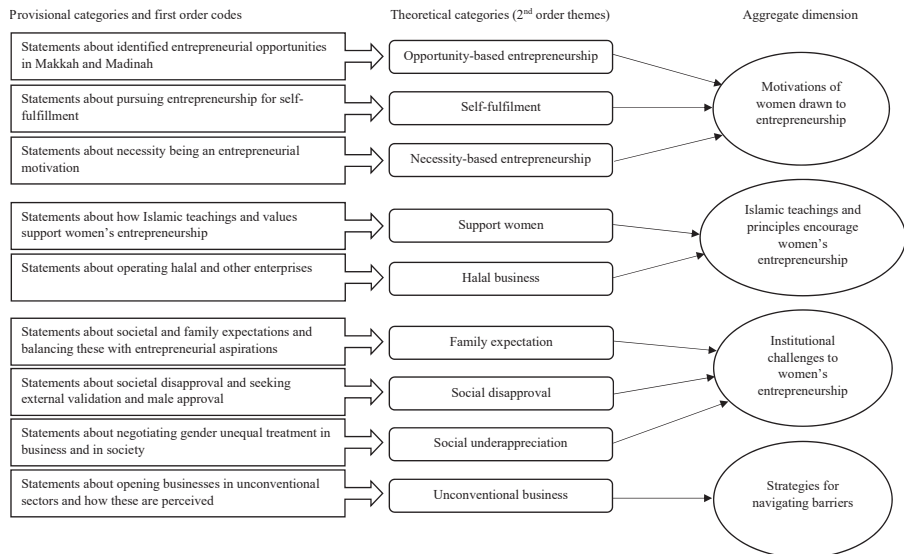 Provisional categories and first order codes
Theoretical categories (2nd order themes)
Aggregate dimension
Statements about identified entrepreneurial opportunities
in Makkah and Madinah
Opportunity-based entrepreneurship
Statements about pursuing entrepreneurship for self-
fulfillment
Self-fulfilment
Statements about necessity being an entrepreneurial
motivation
Necessity-based entrepreneurship
Motivations of
women drawn to
entrepreneurship
Statements about how Islamic teachings and values
support women's entrepreneurship
Support women
Statements about operating halal and other enterprises
Halal business
Islamic teachings and
principles encourage
women's
entrepreneurship
Statements about societal and family expectations and
balancing these with entrepreneurial aspirations
Family expectation
Statements about societal disapproval and seeking
external validation and male approval
Social disapproval
Statements about negotiating gender unequal treatment in
business and in society
Social underappreciation
Institutional
challenges to
women's
entrepreneurship
Statements about opening businesses in unconventional
sectors and how these are perceived
Unconventional business
Strategies for
navigating barriers